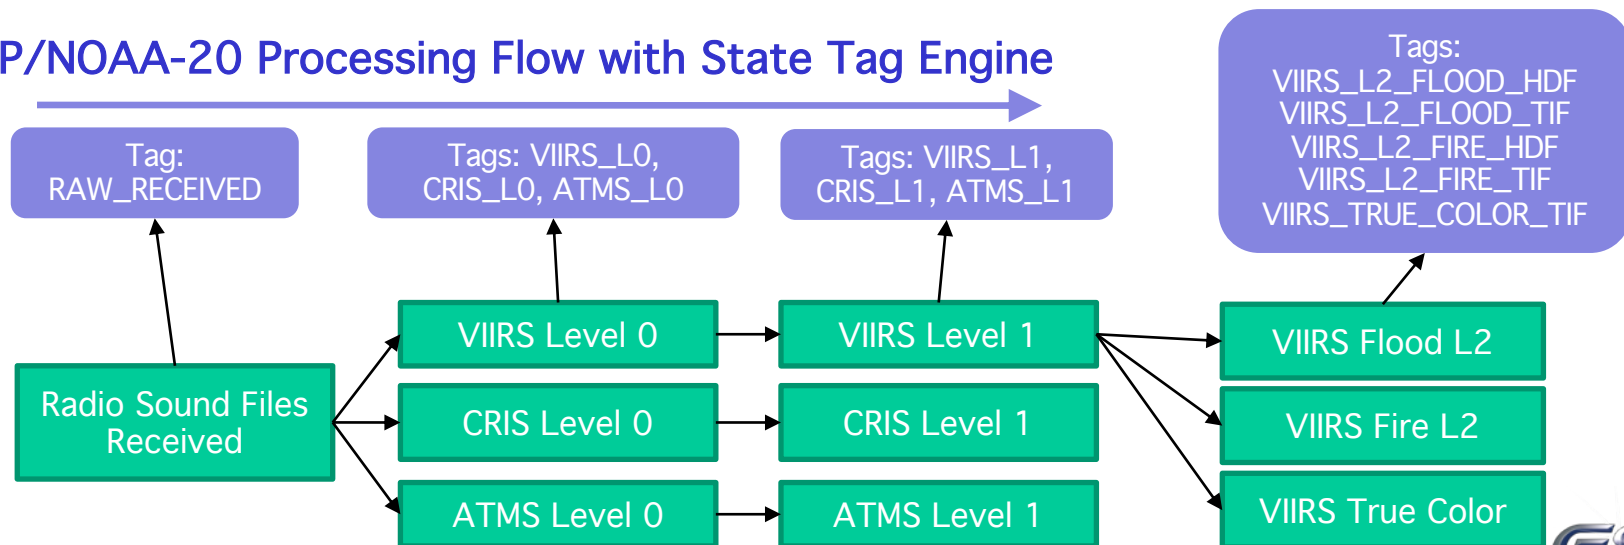 P/NOAA-20 Processing Flow with State Tag Engine
Tag:
RAW_RECEIVED
Tags: VIIRS_L0,
CRIS_L0, ATMS_L0
Tags: VIIRS_L1,
CRIS_L1, ATMS_L1
Tags:
VIIRS_L2_FLOOD_HDF
VIIRS_L2_FLOOD_TIF
VIIRS_L2_FIRE_HDF
VIIRS_L2_FIRE_TIF
VIIRS_TRUE_COLOR_TIF
Radio Sound Files
Received
VIIRS Level 0
CRIS Level 0
ATMS Level 0
VIIRS Level 1
CRIS Level 1
ATMS Level 1
VIIRS Flood L2
VIIRS Fire L2
VIIRS True Color